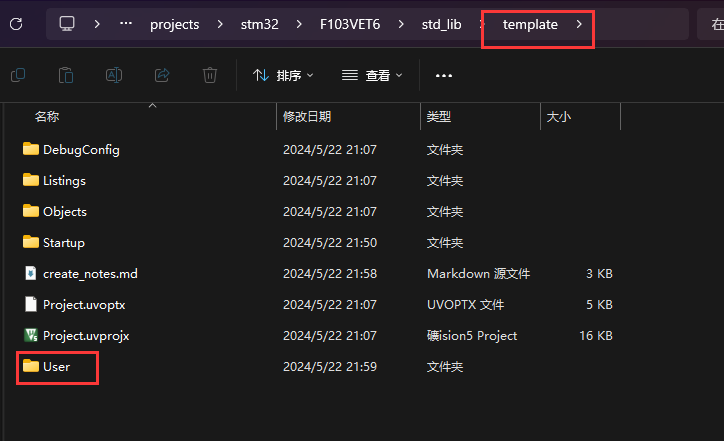 … projects stm32 F103VET6 std_lib template 在
排序 查看 …
名称 修改日期 类型 大小
DebugConfig 2024/5/22 21:07 文件夹
Listings 2024/5/22 21:07 文件夹
Objects 2024/5/22 21:07 文件夹
Startup 2024/5/22 21:50 文件夹
create_notes.md 2024/5/22 21:58 Markdown 源文件 3 KB
Project.uvoptx 2024/5/22 21:07 UVOPTX 文件 5 KB
Project.uvprojx 2024/5/22 21:07 礦ision5 Project 16 KB
User 2024/5/22 21:59 文件夹